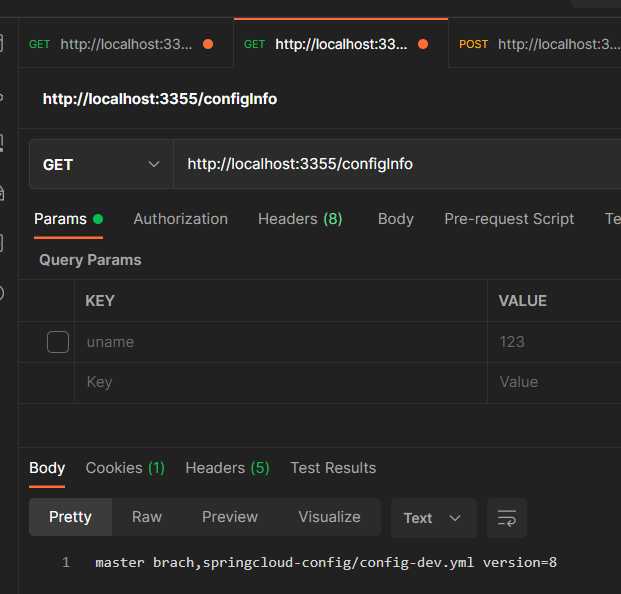 GET http://localhost:33... GET http://localhost:33... POST http://localhost:3...
http://localhost:3355/configInfo
GET http://localhost:3355/configInfo
Params Authorization Headers (8) Body Pre-request Script Te
Query Params
KEY VALUE
uname 123
Key Value
Body Cookies (1) Headers (5) Test Results
Pretty Raw Preview Visualize Text
1 master brach,springcloud-config/config-dev.yml version=8